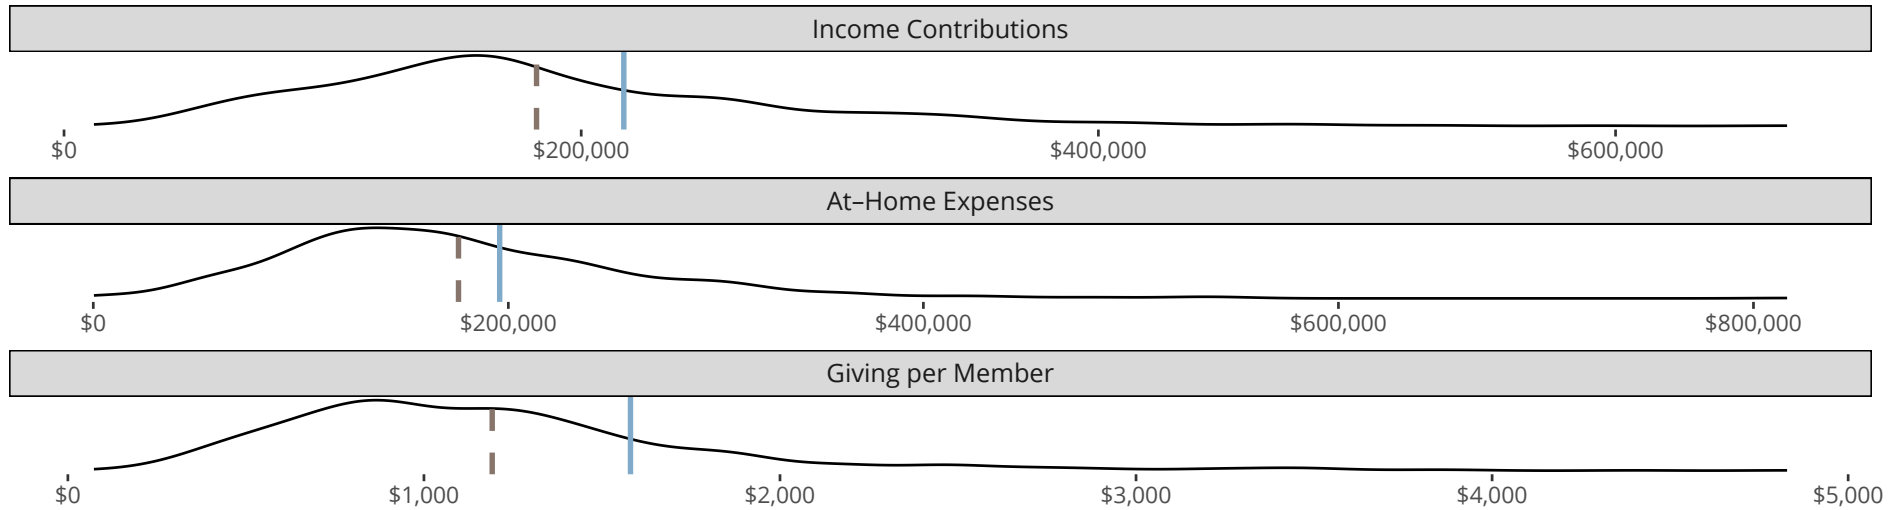 Income Contributions
$0 $200,000 $400,000 $600,000
At–Home Expenses
$0 $200,000 $400,000 $600,000 $800,000
Giving per Member
$0 $1,000 $2,000 $3,000 $4,000 $5,000